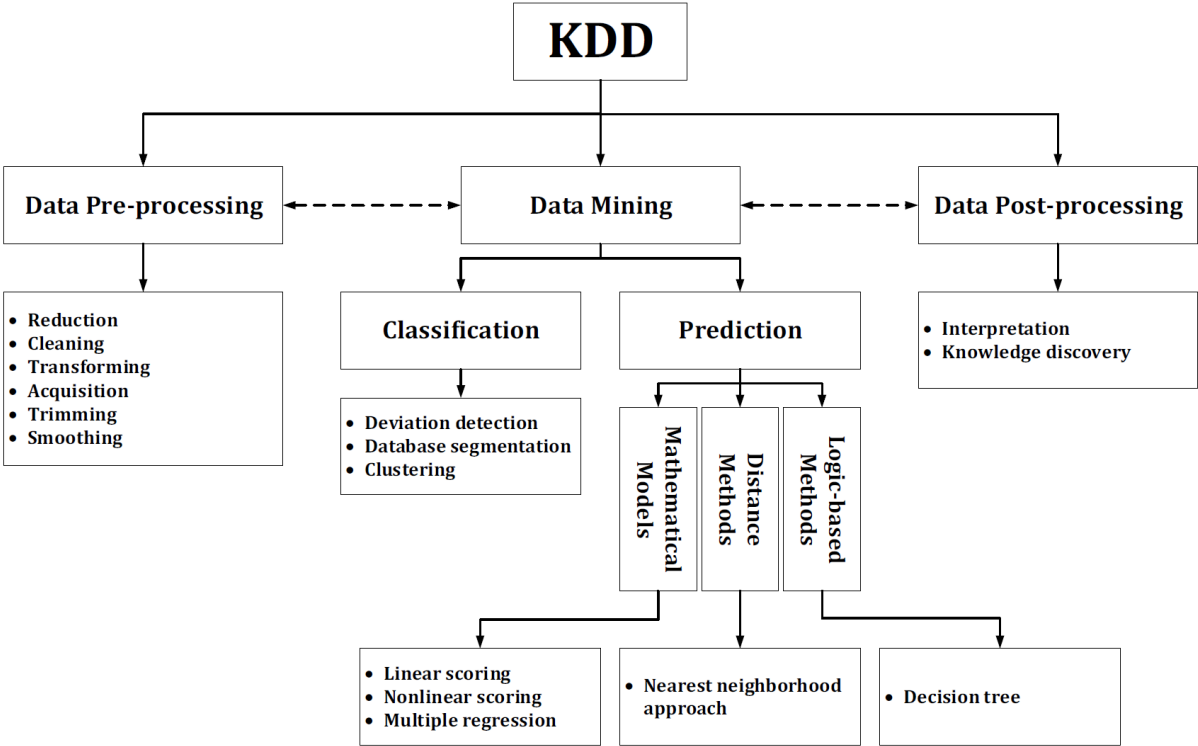 KDD
Data Pre-processing
Data Mining
Data Post-processing
• Reduction
• Cleaning
• Transforming
• Acquisition
• Trimming
• Smoothing
Classification
Prediction
• Interpretation
• Knowledge discovery
• Deviation detection
• Database segmentation
• Clustering
Mathematical
Models
Distance
Methods
Logic-based
Methods
• Linear scoring
• Nonlinear scoring
• Multiple regression
• Nearest neighborhood
approach
• Decision tree